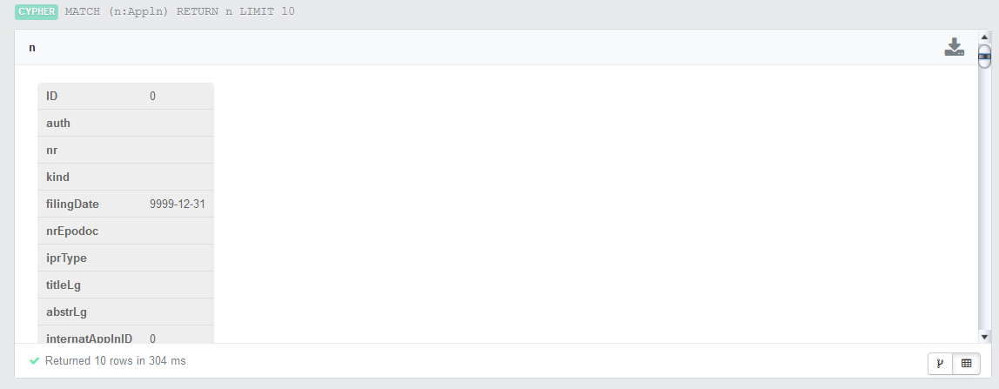 CYPHER MATCH (n:Appln) RETURN n LIMIT 10
n
ID 0
auth
nr
kind
filingDate 9999-12-31
nrEpodoc
iprType
titleLg
abstrLg
internatApplnID 0
Returned 10 rows in 304 ms